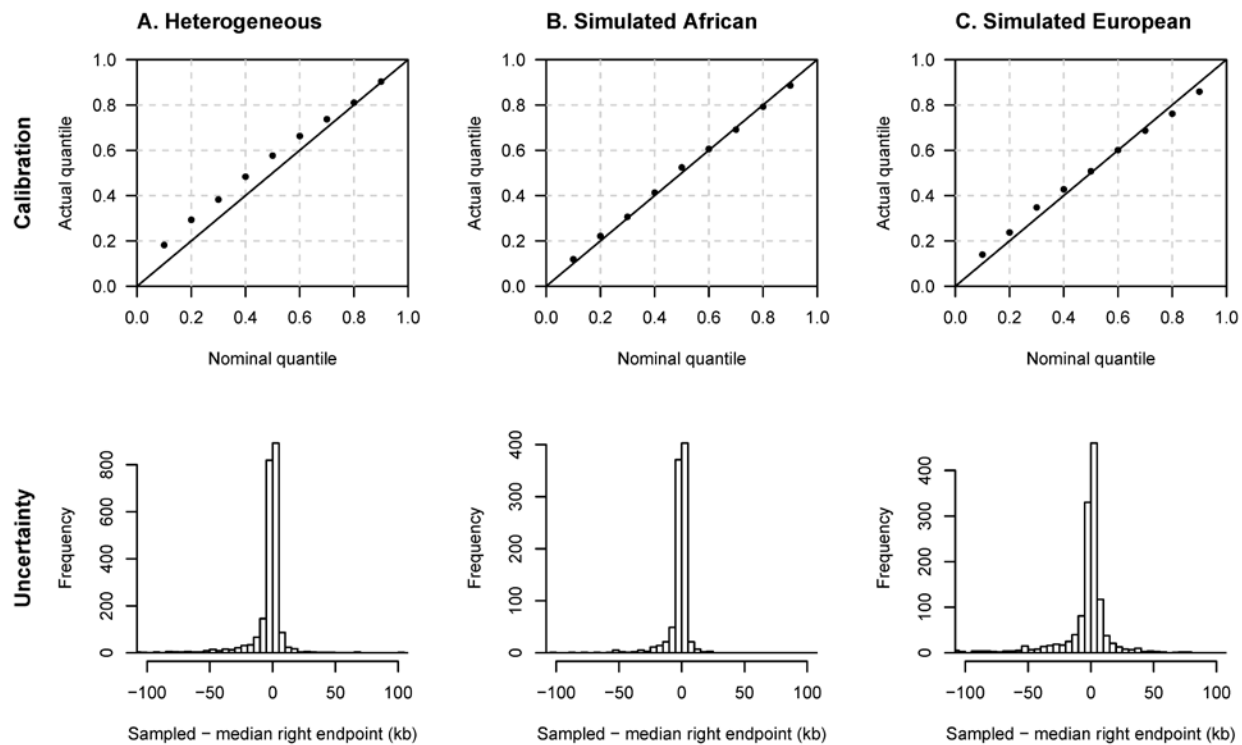 A. Heterogeneous
B. Simulated African
C. Simulated European
Calibration
Actual quantile
1.0
0.8
0.6
0.4
0.2
0.0
0.0 0.2 0.4 0.6 0.8 1.0
Nominal quantile
Actual quantile
1.0
0.8
0.6
0.4
0.2
0.0
0.0 0.2 0.4 0.6 0.8 1.0
Nominal quantile
Actual quantile
1.0
0.8
0.6
0.4
0.2
0.0
0.0 0.2 0.4 0.6 0.8 1.0
Nominal quantile
Uncertainty
Frequency
800
600
400
200
0
−100 −50 0 50 100
Sampled − median right endpoint (kb)
Frequency
400
300
200
100
0
−100 −50 0 50 100
Sampled − median right endpoint (kb)
Frequency
400
300
200
100
0
−100 −50 0 50 100
Sampled − median right endpoint (kb)